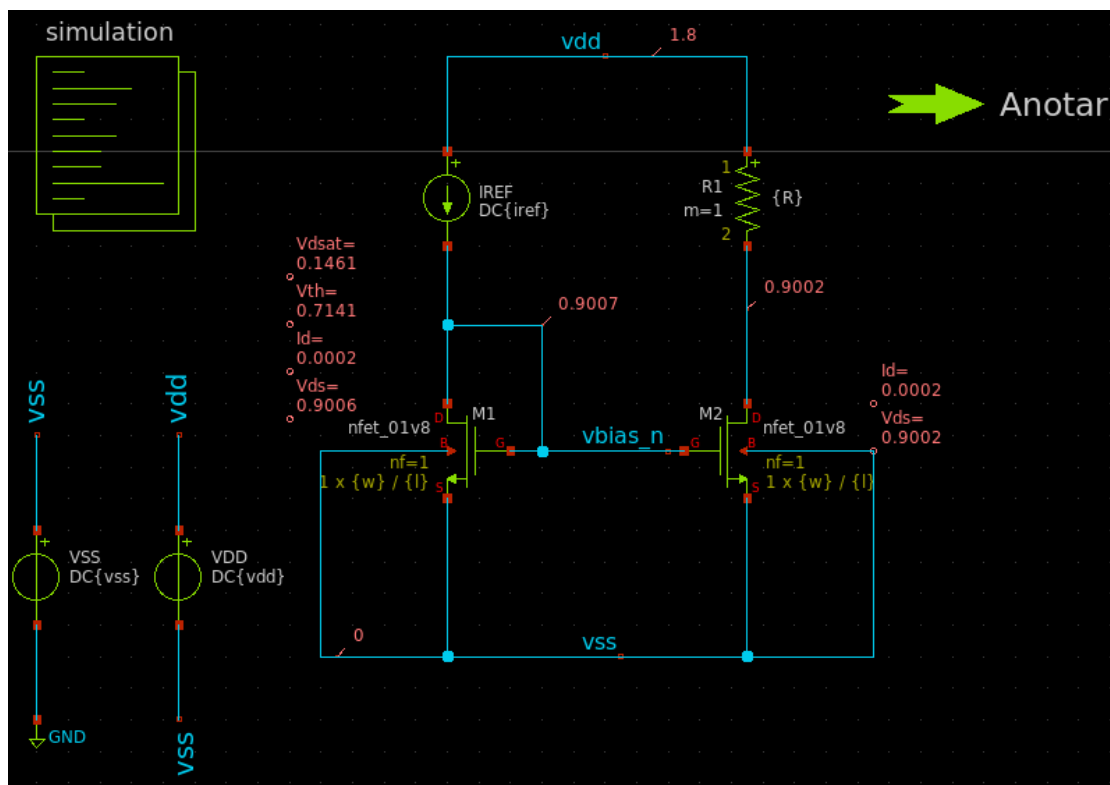 simulation
vdd
1.8
Anotar
+
IREF
DC{iref}
1
+
R1
m=1
{R}
2
Vdsat=
0.1461
Vth=
0.7141
Id=
0.0002
Vds=
0.9006
0.9007
0.9002
Id=
0.0002
Vds=
0.9002
vss
vdd
D
M1
nfet_01v8
B
G
nf=1
1 x {w} / {l}
S
vbias_n
M2
D
nfet_01v8
G
B
nf=1
1 x {w} / {l}
S
+
VSS
DC{vss}
+
VDD
DC{vdd}
0
vss
GND
vss